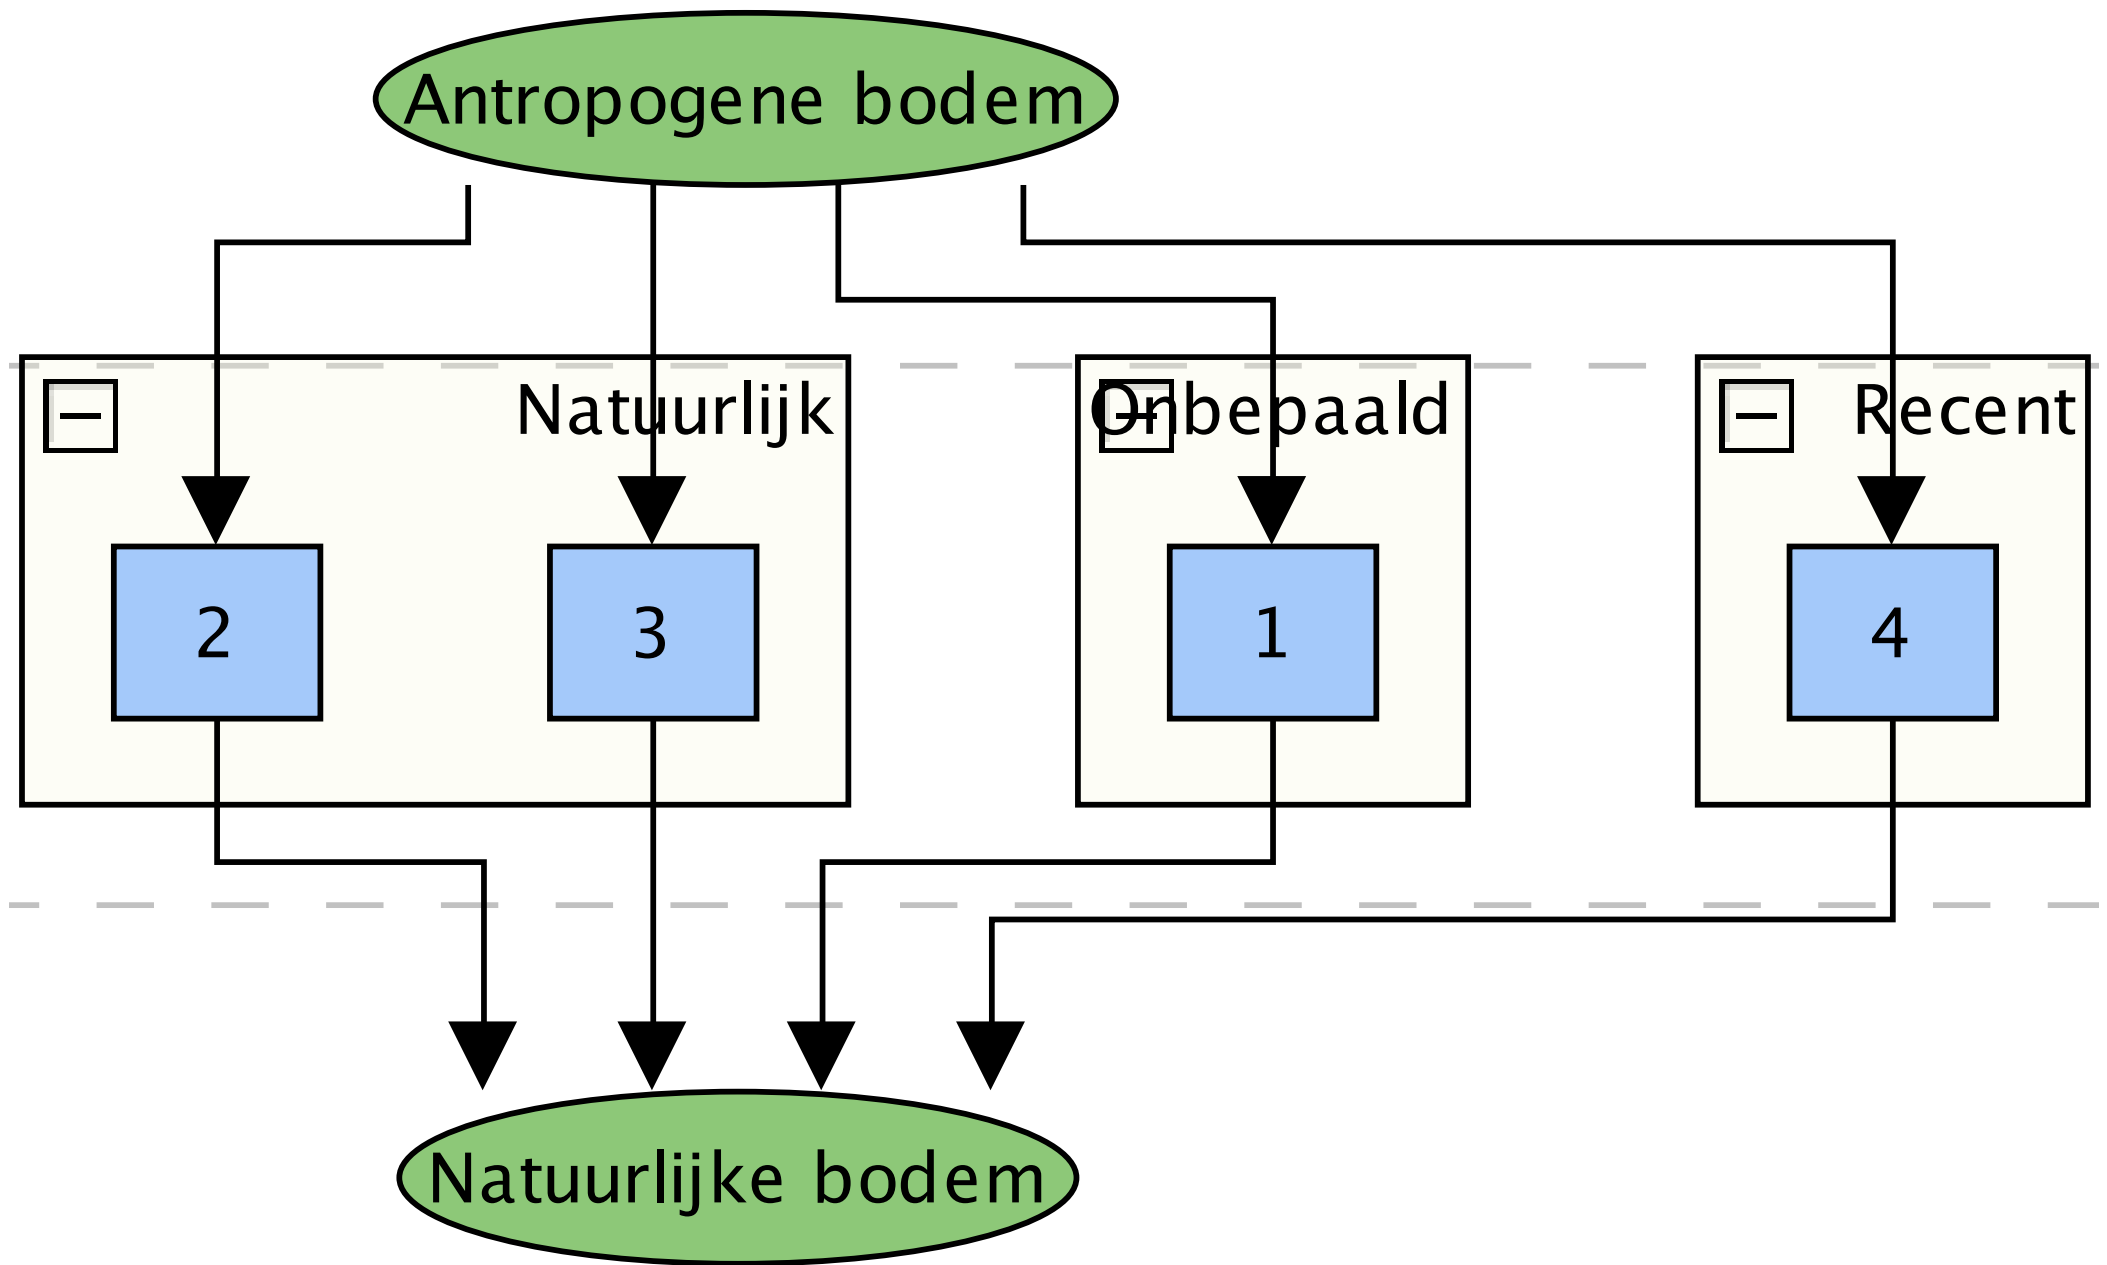 Antropogene bodem
Natuurlijk
Onbepaald
Recent
2
3
1
4
Natuurlijke bodem